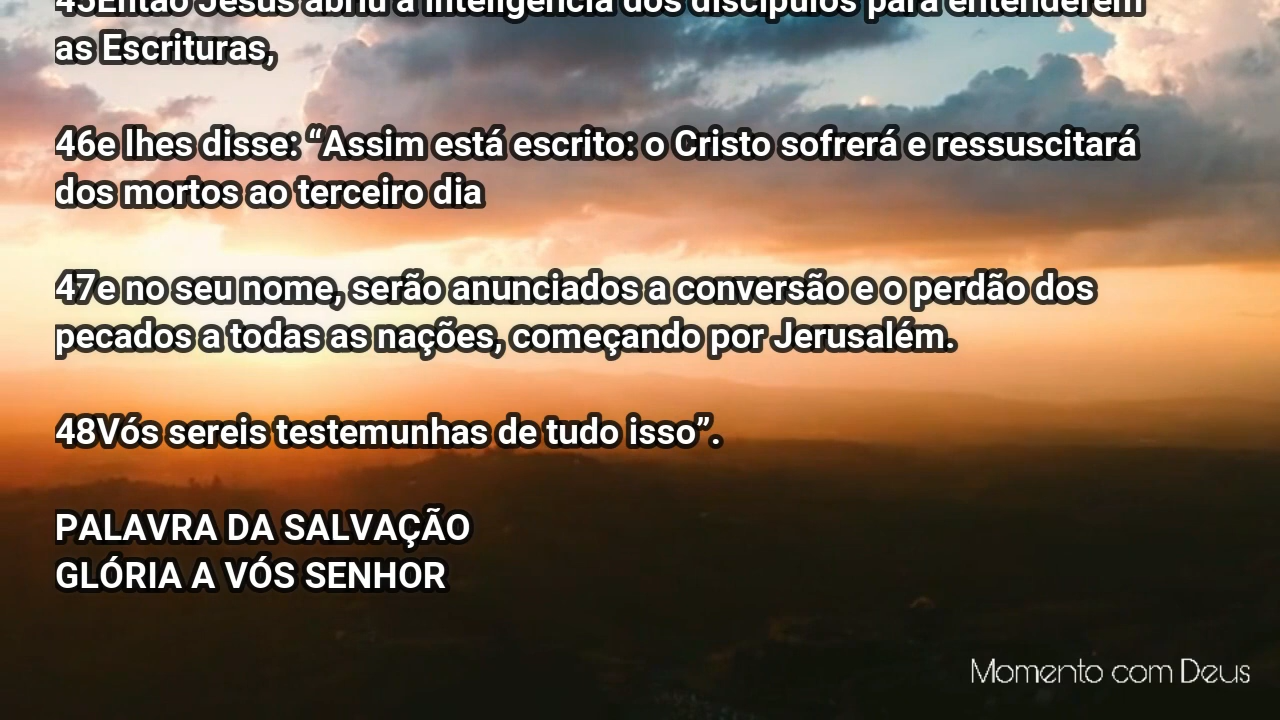 45Então Jesus abriu a inteligência dos discípulos para entenderem
as Escrituras,
46e lhes disse: “Assim está escrito: o Cristo sofrerá e ressuscitará
dos mortos ao terceiro dia
47e no seu nome, serão anunciados a conversão e o perdão dos
pecados a todas as nações, começando por Jerusalém.
48Vós sereis testemunhas de tudo isso”.
PALAVRA DA SALVAÇÃO
GLÓRIA A VÓS SENHOR
Momento com Deus